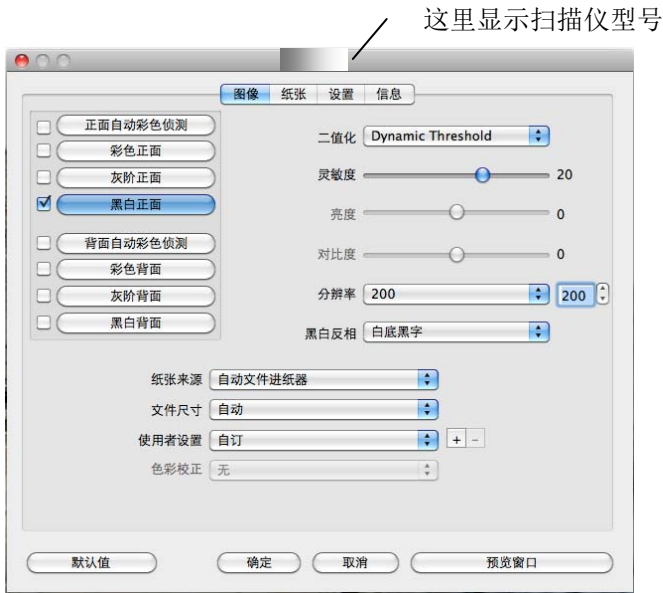 这里显示扫描仪型号
图像 纸张 设置 信息
正面自动彩色侦测
彩色正面
灰阶正面
黑白正面
背面自动彩色侦测
彩色背面
灰阶背面
黑白背面
二值化 Dynamic Threshold
灵敏度 20
亮度 0
对比度 0
分辨率 200 200
黑白反相 白底黑字
纸张来源 自动文件进纸器
文件尺寸 自动
使用者设置 自订 + -
色彩校正 无
默认值 确定 取消 预览窗口